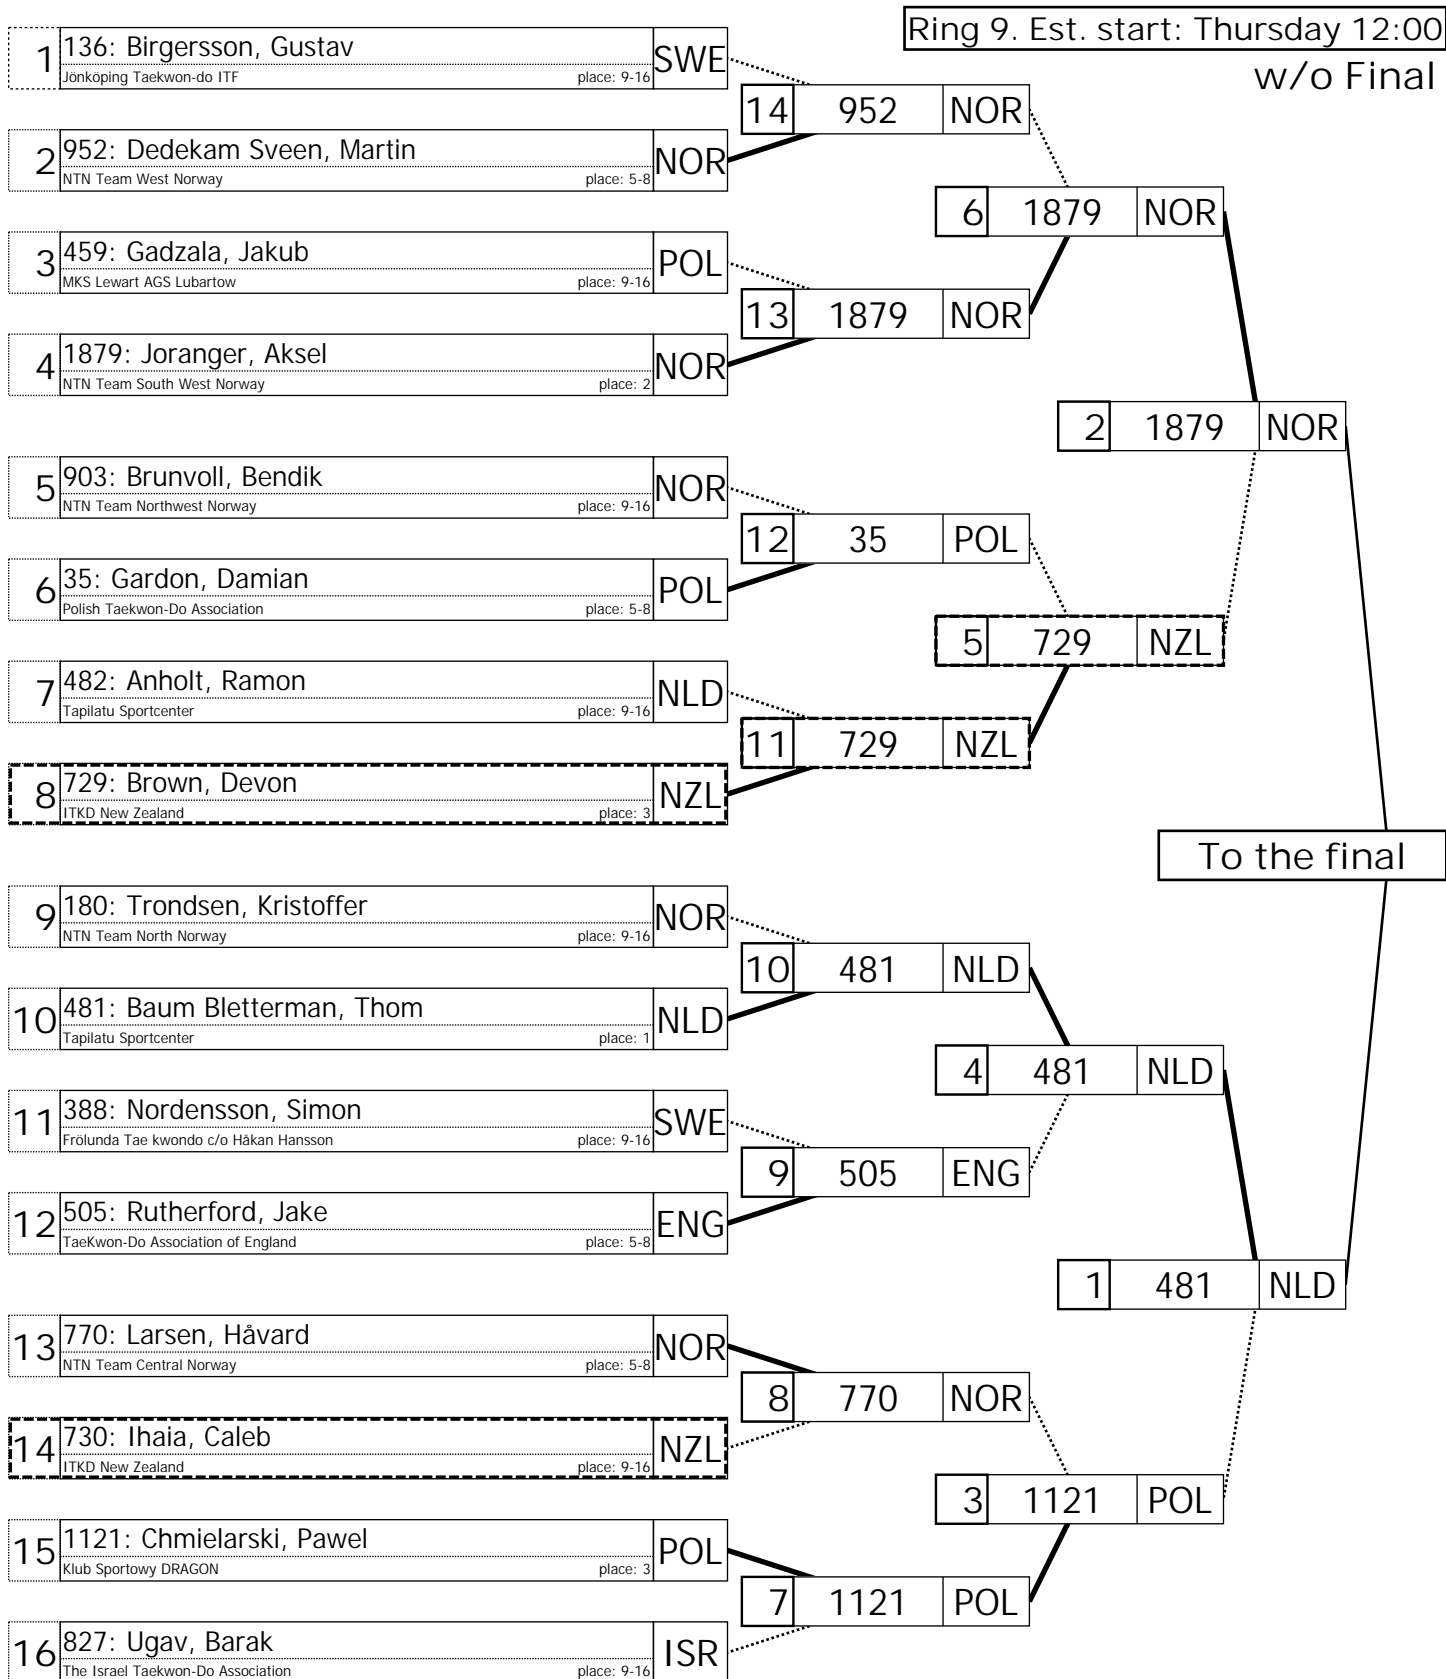 Ring 9. Est. start: Thursday 12:00
w/o Final
1 136: Birgersson, Gustav SWE
Jönköping Taekwon-do ITF place: 9-16
14 952 NOR
2 952: Dedekam Sveen, Martin NOR
NTN Team West Norway place: 5-8
6 1879 NOR
3 459: Gadzala, Jakub POL
MKS Lewart AGS Lubartow place: 9-16
13 1879 NOR
4 1879: Joranger, Aksel NOR
NTN Team South West Norway place: 2
2 1879 NOR
5 903: Brunvoll, Bendik NOR
NTN Team Northwest Norway place: 9-16
12 35 POL
6 35: Gardon, Damian POL
Polish Taekwon-Do Association place: 5-8
5 729 NZL
7 482: Anholt, Ramon NLD
Tapilatu Sportcenter place: 9-16
11 729 NZL
8 729: Brown, Devon NZL
ITKD New Zealand place: 3
To the final
9 180: Trondsen, Kristoffer NOR
NTN Team North Norway place: 9-16
10 481 NLD
10 481: Baum Bletterman, Thom NLD
Tapilatu Sportcenter place: 1
4 481 NLD
11 388: Nordensson, Simon SWE
Frölunda Tae kwondo c/o Håkan Hansson place: 9-16
9 505 ENG
12 505: Rutherford, Jake ENG
TaeKwon-Do Association of England place: 5-8
1 481 NLD
13 770: Larsen, Håvard NOR
NTN Team Central Norway place: 5-8
8 770 NOR
14 730: Ihaia, Caleb NZL
ITKD New Zealand place: 9-16
3 1121 POL
15 1121: Chmielarski, Pawel POL
Klub Sportowy DRAGON place: 3
7 1121 POL
16 827: Ugav, Barak ISR
The Israel Taekwon-Do Association place: 9-16